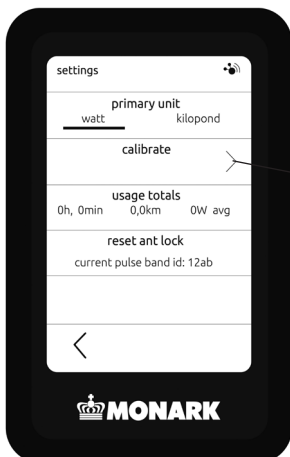 settings
primary unit
watt kilopond
calibrate
usage totals
0h, 0min 0,0km 0W avg
reset ant lock
current pulse band id: 12ab
MONARK